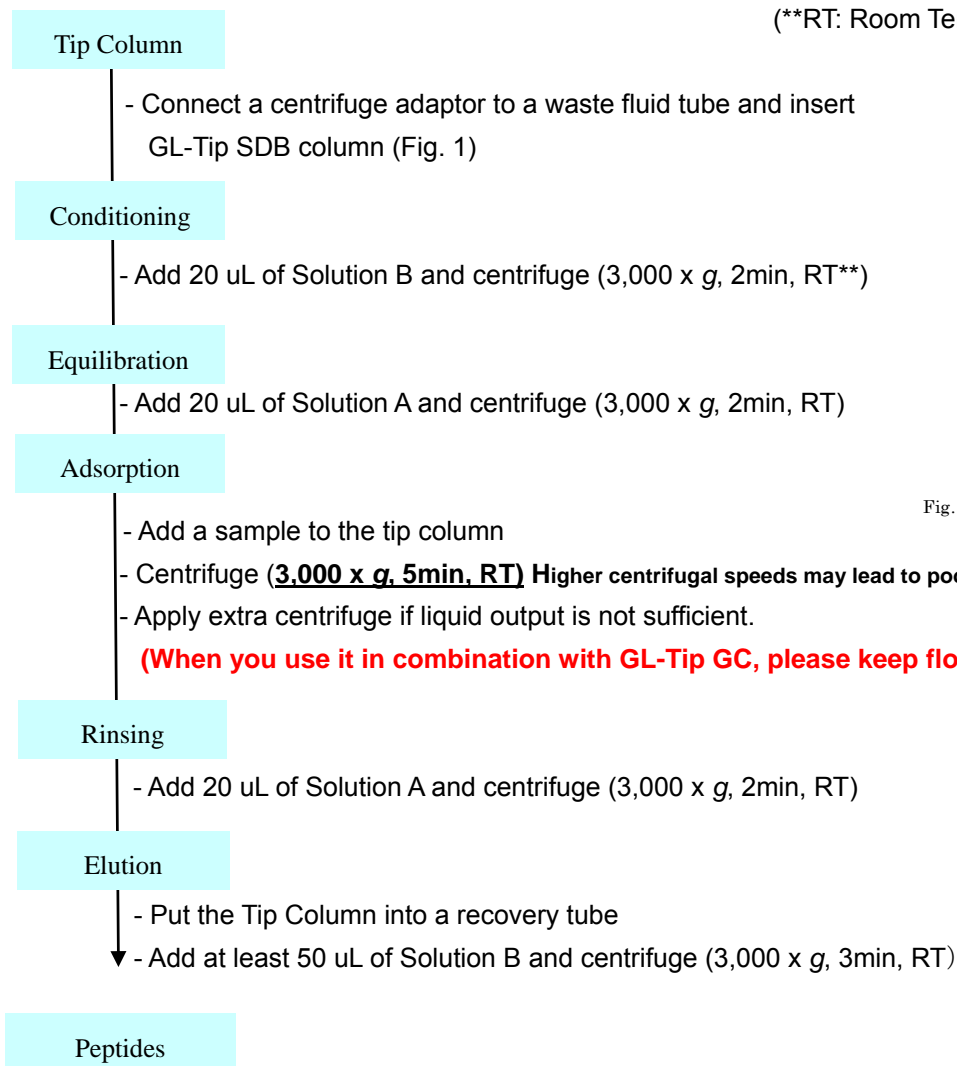 (**RT: Room Te
Tip Column
- Connect a centrifuge adaptor to a waste fluid tube and insert
GL-Tip SDB column (Fig. 1)
Conditioning
- Add 20 uL of Solution B and centrifuge (3,000 x g, 2min, RT**)
Equilibration
- Add 20 uL of Solution A and centrifuge (3,000 x g, 2min, RT)
Adsorption
Fig.
- Add a sample to the tip column
- Centrifuge (3,000 x g, 5min, RT) Higher centrifugal speeds may lead to poo
- Apply extra centrifuge if liquid output is not sufficient.
(When you use it in combination with GL-Tip GC, please keep flo
Rinsing
- Add 20 uL of Solution A and centrifuge (3,000 x g, 2min, RT)
Elution
- Put the Tip Column into a recovery tube
- Add at least 50 uL of Solution B and centrifuge (3,000 x g, 3min, RT）
Peptides